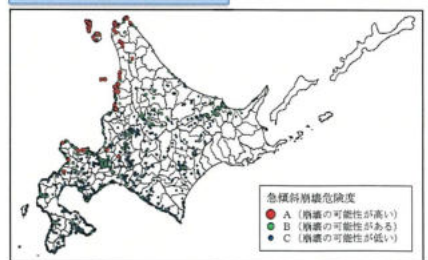 急傾斜崩壊危険度
A（崩壊の可能性が高い）
B（崩壊の可能性がある）
C（崩壊の可能性が低い）